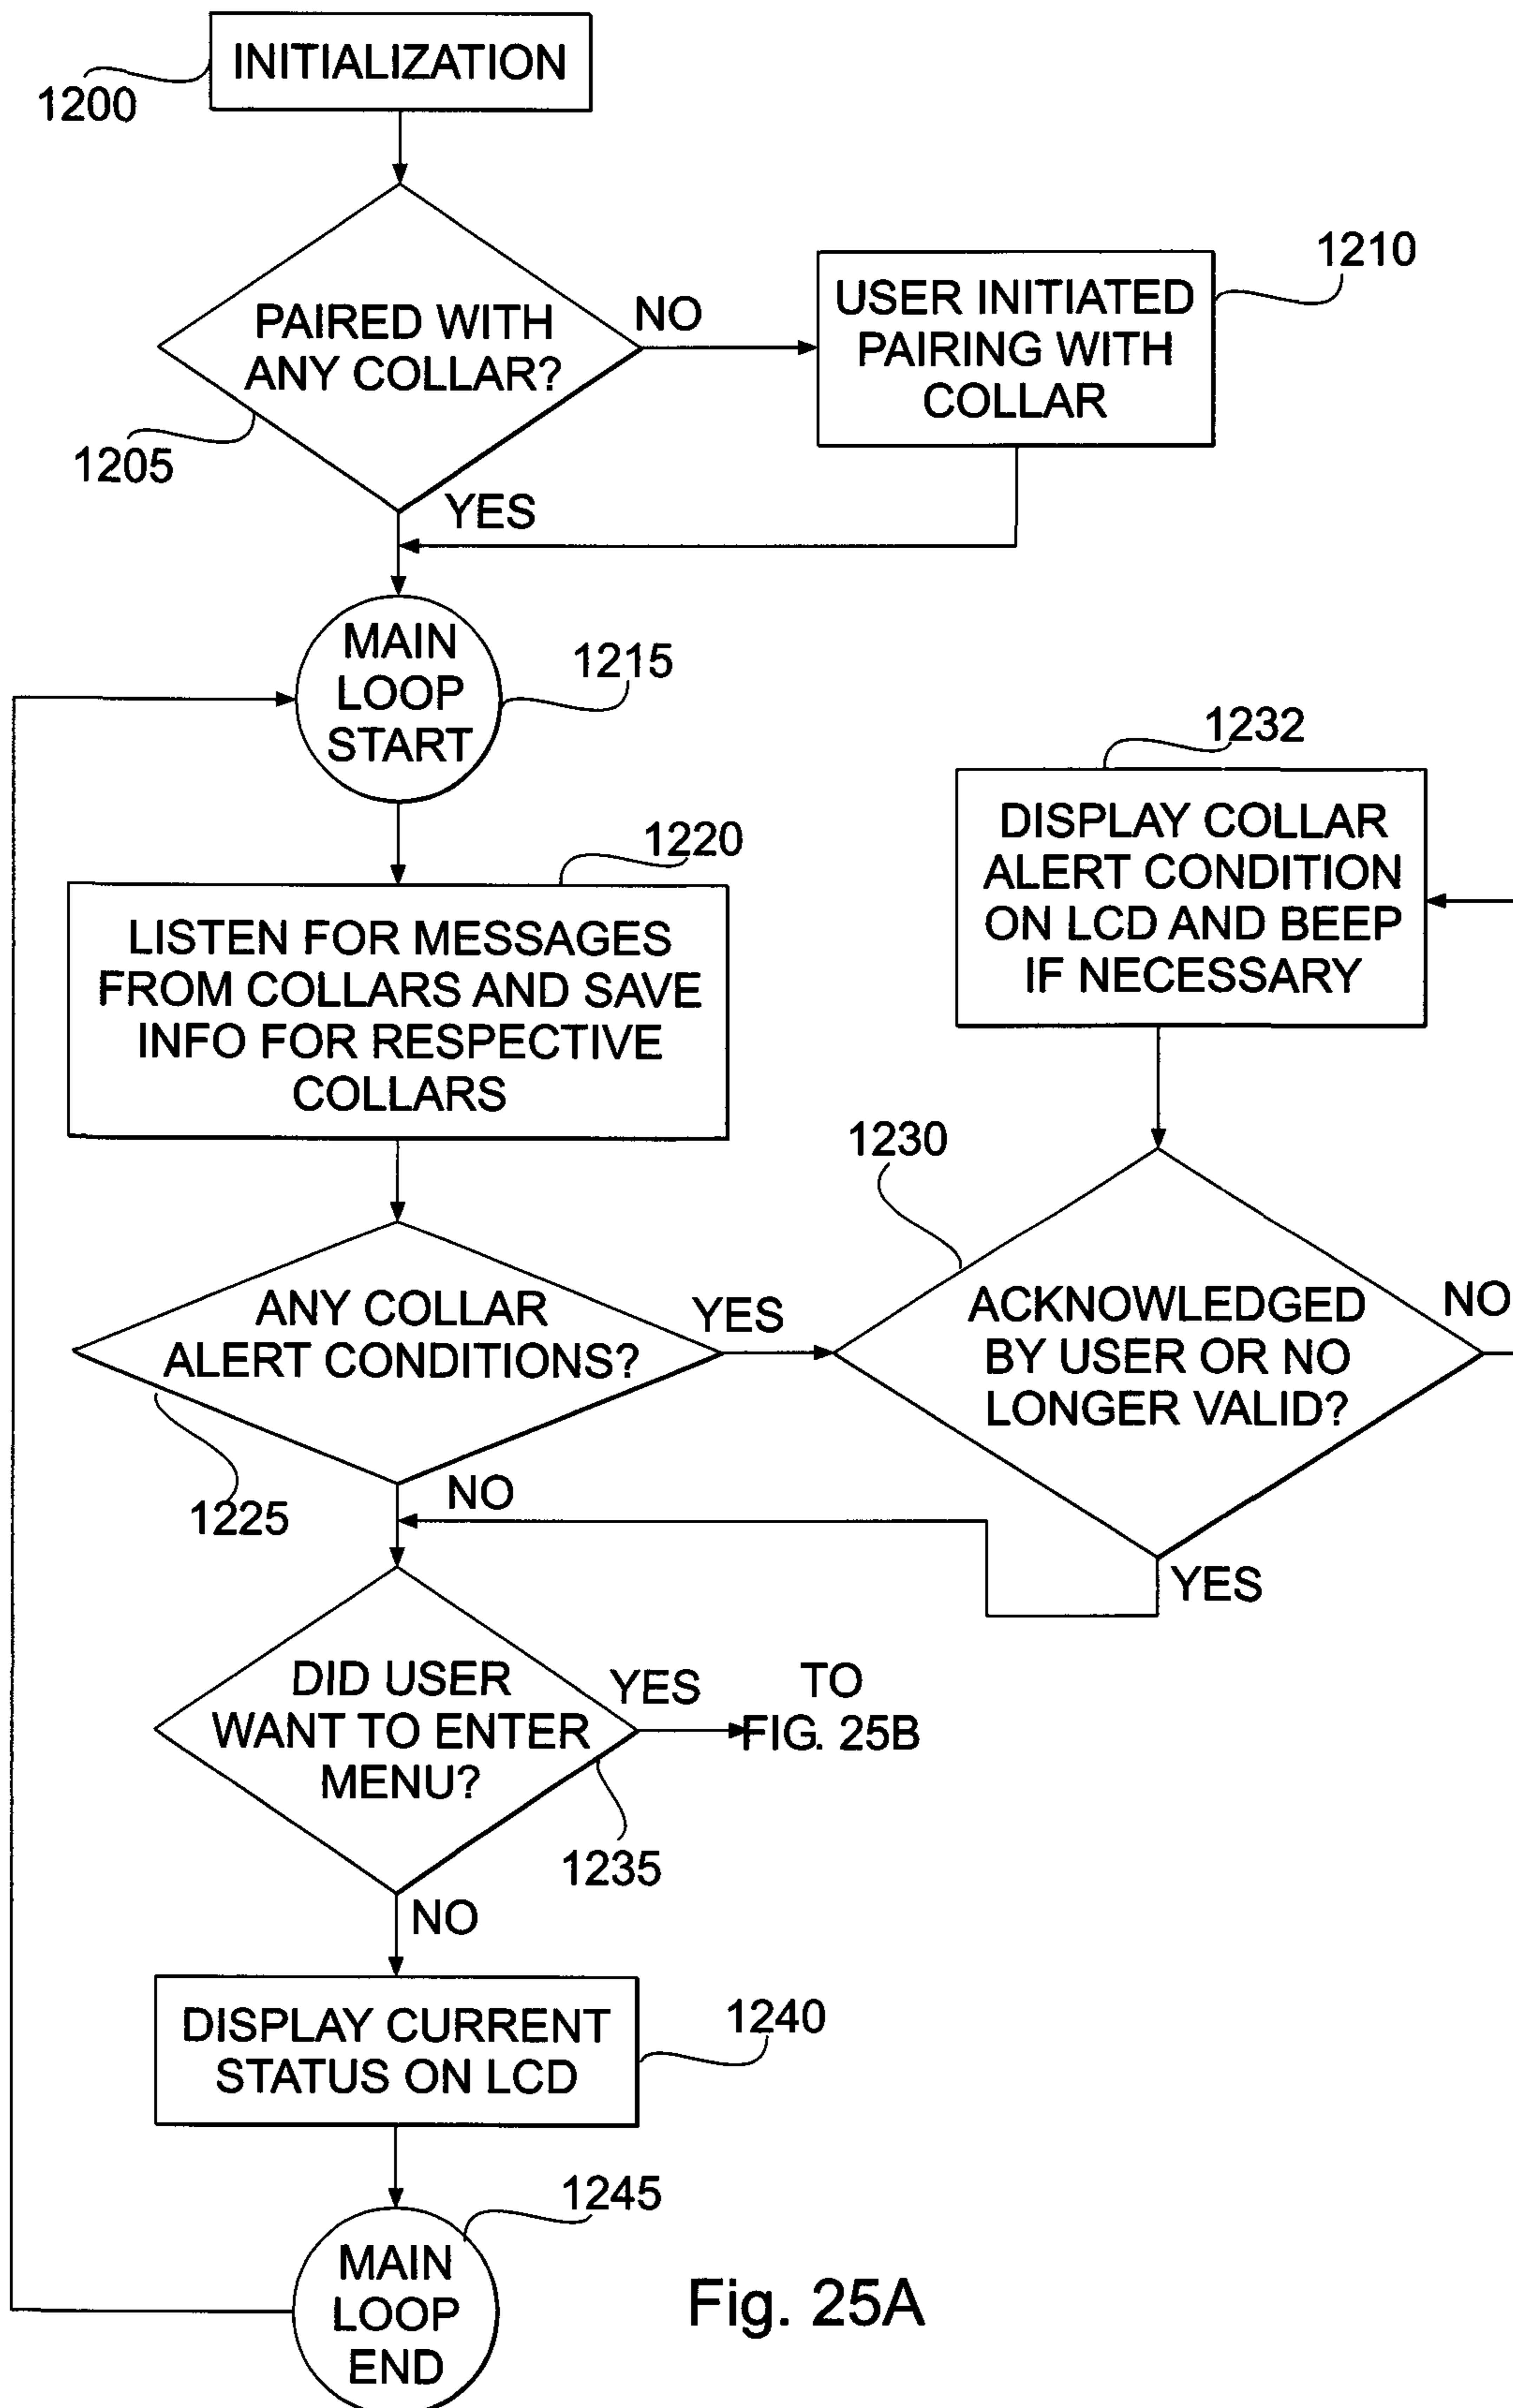 INITIALIZATION
1200
PAIRED WITH
ANY COLLAR?
NO
1205
YES
USER INITIATED
PAIRING WITH
COLLAR
1210
MAIN
LOOP
START
1215
1220
LISTEN FOR MESSAGES
FROM COLLARS AND SAVE
INFO FOR RESPECTIVE
COLLARS
1232
DISPLAY COLLAR
ALERT CONDITION
ON LCD AND BEEP
IF NECESSARY
ANY COLLAR
ALERT CONDITIONS?
YES
1225
NO
1230
ACKNOWLEDGED
BY USER OR NO
LONGER VALID?
NO
YES
DID USER
WANT TO ENTER
MENU?
YES
TO
FIG. 25B
1235
NO
DISPLAY CURRENT
STATUS ON LCD
1240
1245
MAIN
LOOP
END
Fig. 25A